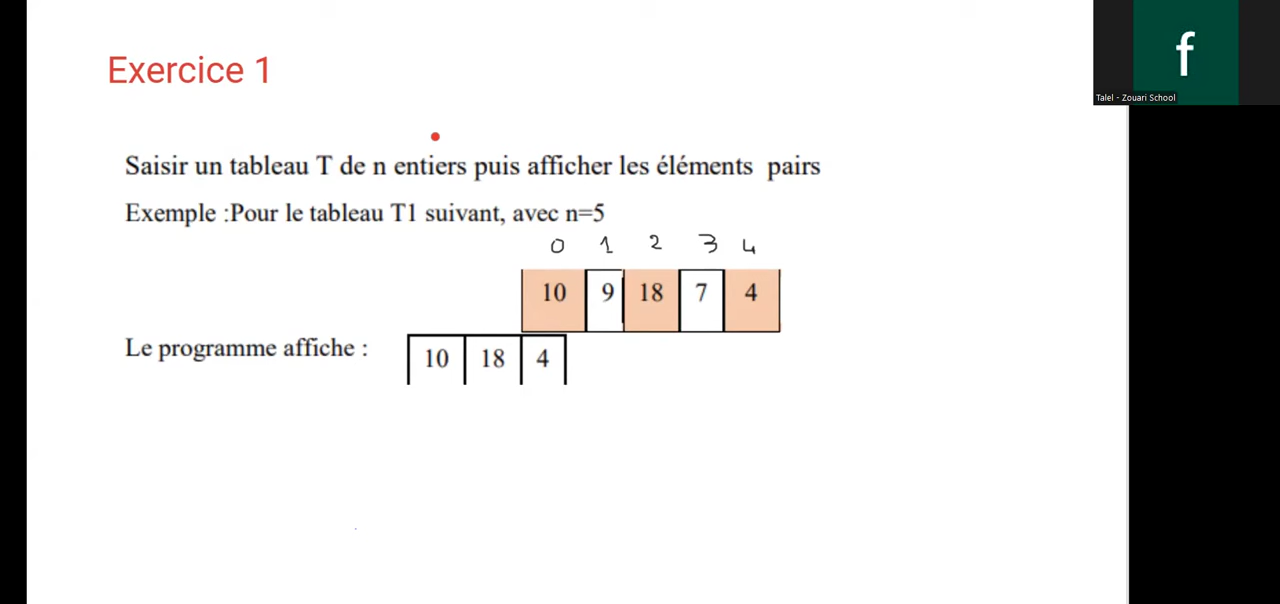 f
Talel - Zouari School
Exercice 1
Saisir un tableau T de n entiers puis afficher les éléments pairs
Exemple :Pour le tableau T1 suivant, avec n=5
0 1 2 3 4
10 9 18 7 4
Le programme affiche :
10 18 4